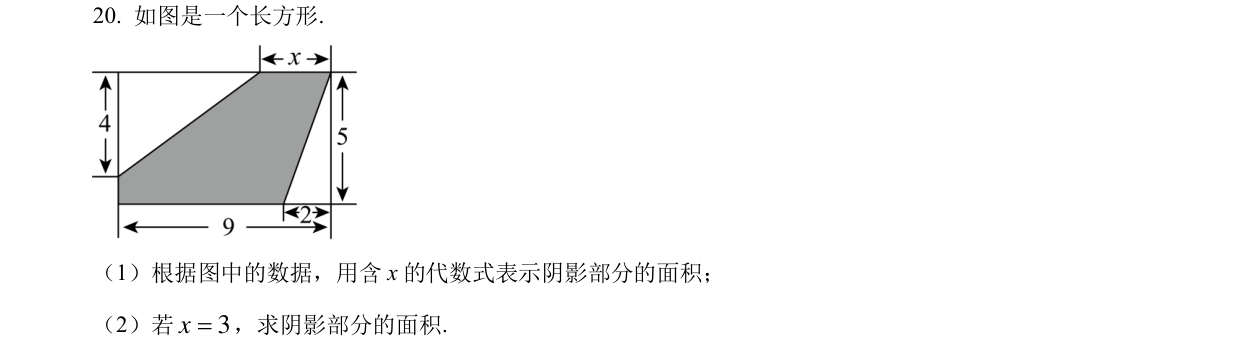 20. 如图是一个长方形.
x
4
5
2
9
（1）根据图中的数据，用含 x 的代数式表示阴影部分的面积；
（2）若 x = 3，求阴影部分的面积.